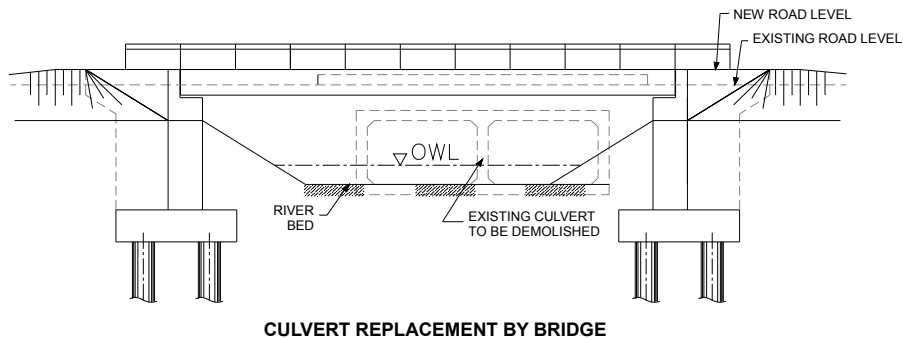 NEW ROAD LEVEL
EXISTING ROAD LEVEL
OWL
RIVER
BED
EXISTING CULVERT
TO BE DEMOLISHED
CULVERT REPLACEMENT BY BRIDGE